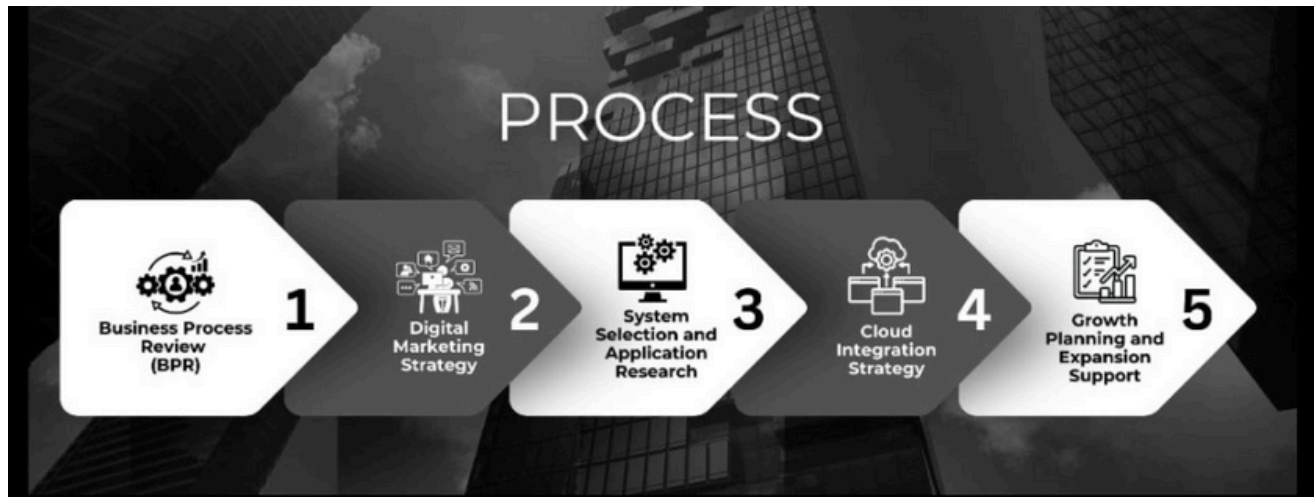 PROCESS
Business Process
Review
(BPR)
1
Digital
Marketing
Strategy
2
System
Selection and
Application
Research
3
Cloud
Integration
Strategy
4
Growth
Planning and
Expansion
Support
5